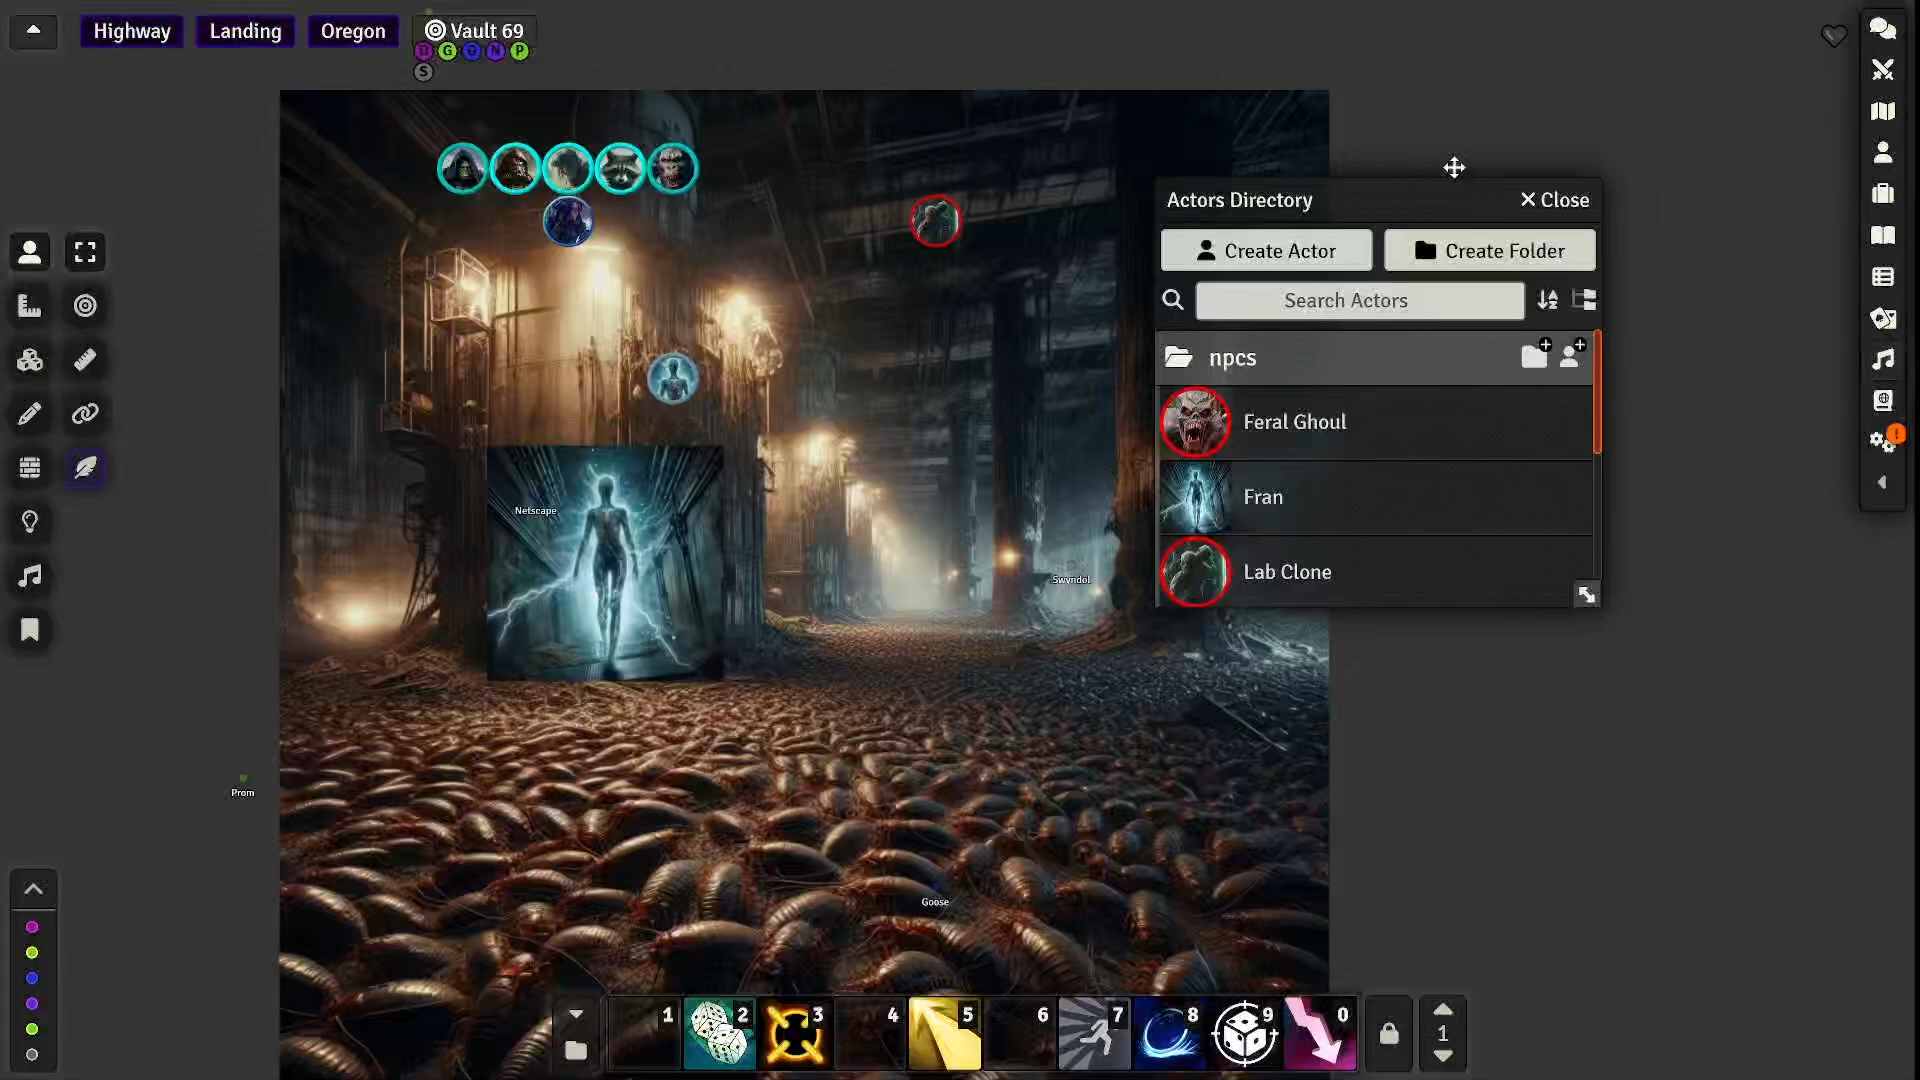 Highway
Landing
Oregon
Vault 69
G
N
P
S
Actors Directory
Close
Create Actor
Create Folder
Search Actors
npcs
Feral Ghoul
Fran
Lab Clone
Netscape
Swyndol
Prom
Goose
1
2
3
4
5
6
7
8
9
0
1